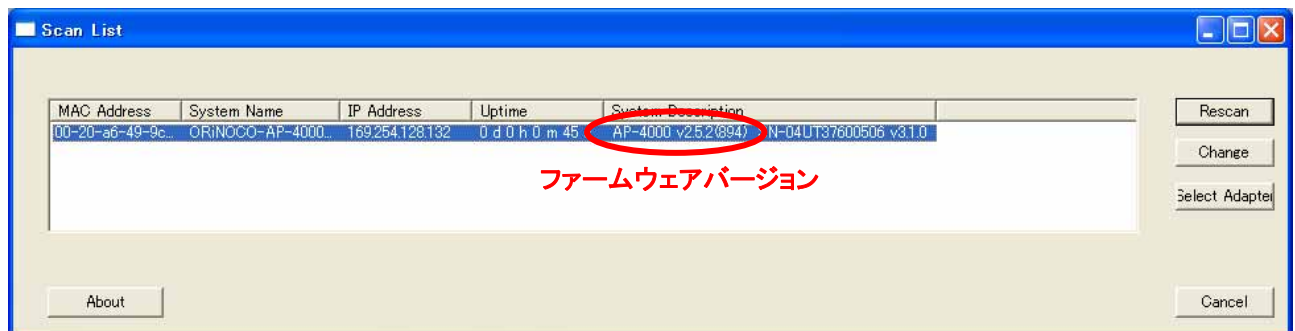 Scan List
MAC Address System Name IP Address Uptime System Description
00-20-a6-49-9c... ORiNOCO-AP-4000... 169.254.128.132 0 d 0 h 0 m 45 AP-4000 v2.5.2(894) N-04UT37600506 v3.1.0
ファームウェアバージョン
Rescan
Change
Select Adapter
About
Cancel